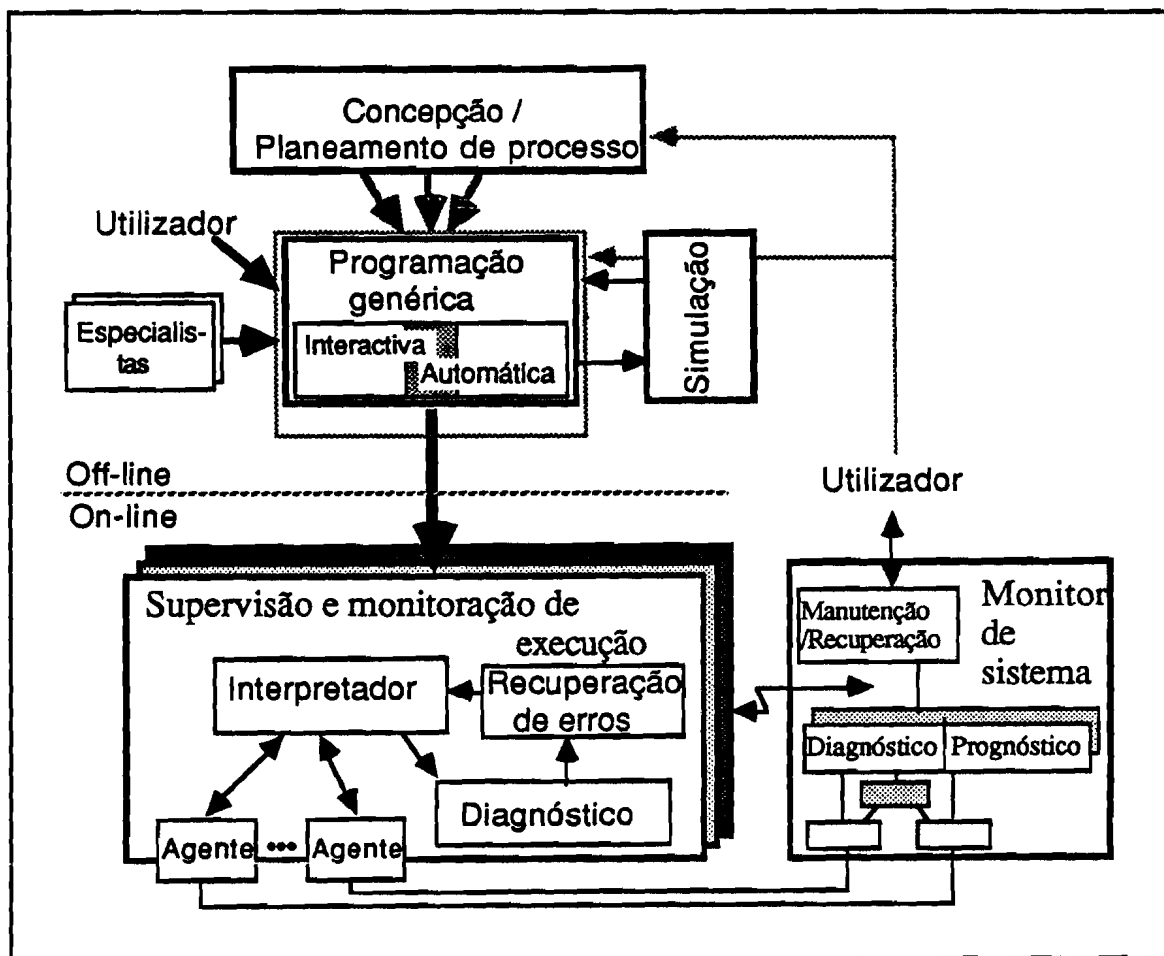 Concepção /
Planeamento de processo
Utilizador
Programação
genérica
Interactiva
Automática
Especialis-
tas
Simulação
Off-line
On-line
Utilizador
Supervisão e monitoração de
execução
Interpretador
Recuperação
de erros
Diagnóstico
Agente ••• Agente
Manutenção
/Recuperação
Monitor
de
sistema
Diagnóstico
Prognóstico